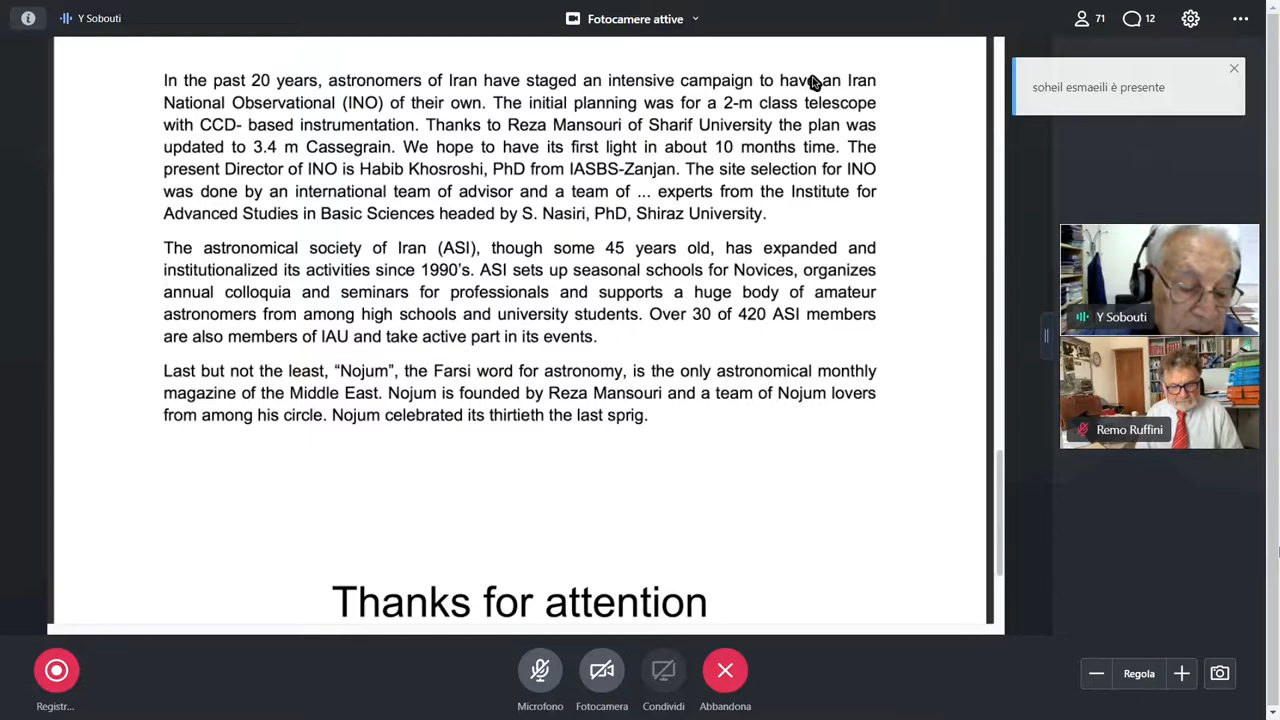 Y Sobouti
Fotocamere attive
71
12
In the past 20 years, astronomers of Iran have staged an intensive campaign to have an Iran
National Observational (INO) of their own. The initial planning was for a 2-m class telescope
with CCD- based instrumentation. Thanks to Reza Mansouri of Sharif University the plan was
updated to 3.4 m Cassegrain. We hope to have its first light in about 10 months time. The
present Director of INO is Habib Khosroshi, PhD from IASBS-Zanjan. The site selection for INO
was done by an international team of advisor and a team of ... experts from the Institute for
Advanced Studies in Basic Sciences headed by S. Nasiri, PhD, Shiraz University.
The astronomical society of Iran (ASI), though some 45 years old, has expanded and
institutionalized its activities since 1990’s. ASI sets up seasonal schools for Novices, organizes
annual colloquia and seminars for professionals and supports a huge body of amateur
astronomers from among high schools and university students. Over 30 of 420 ASI members
are also members of IAU and take active part in its events.
Last but not the least, “Nojum”, the Farsi word for astronomy, is the only astronomical monthly
magazine of the Middle East. Nojum is founded by Reza Mansouri and a team of Nojum lovers
from among his circle. Nojum celebrated its thirtieth the last sprig.
Thanks for attention
soheil esmaeili è presente
Y Sobouti
Remo Ruffini
Registr...
Microfono
Fotocamera
Condividi
Abbandona
Regola